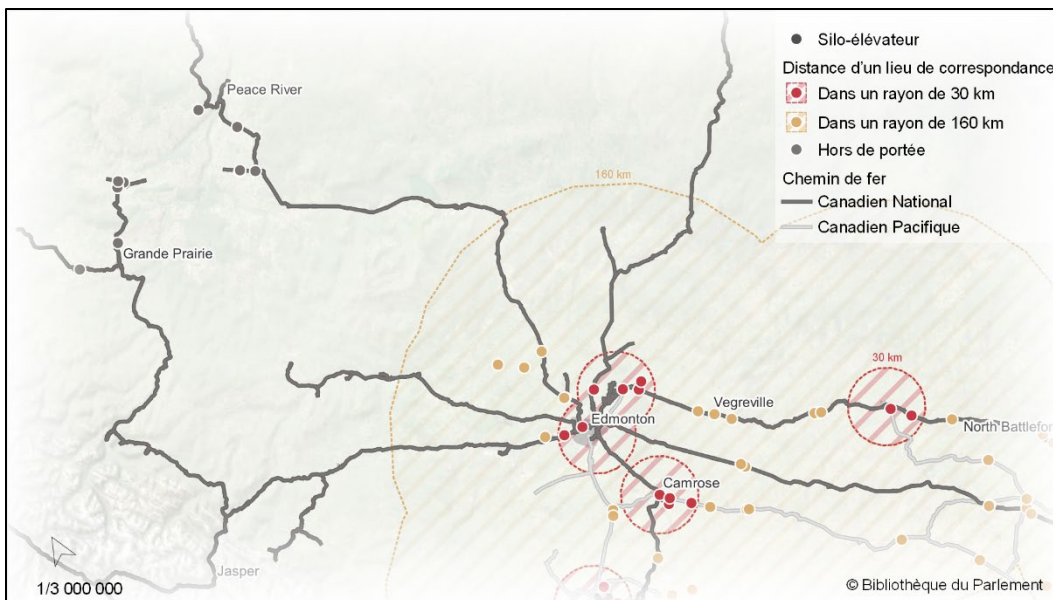 Silo-élévateur
Distance d'un lieu de correspondance
Dans un rayon de 30 km
Dans un rayon de 160 km
Hors de portée
Chemin de fer
Canadien National
Canadien Pacifique
Peace River
160 km
Grande Prairie
30 km
Vegreville
Edmonton
North Battlefor
Camrose
Jasper
1/3 000 000
© Bibliothèque du Parlement